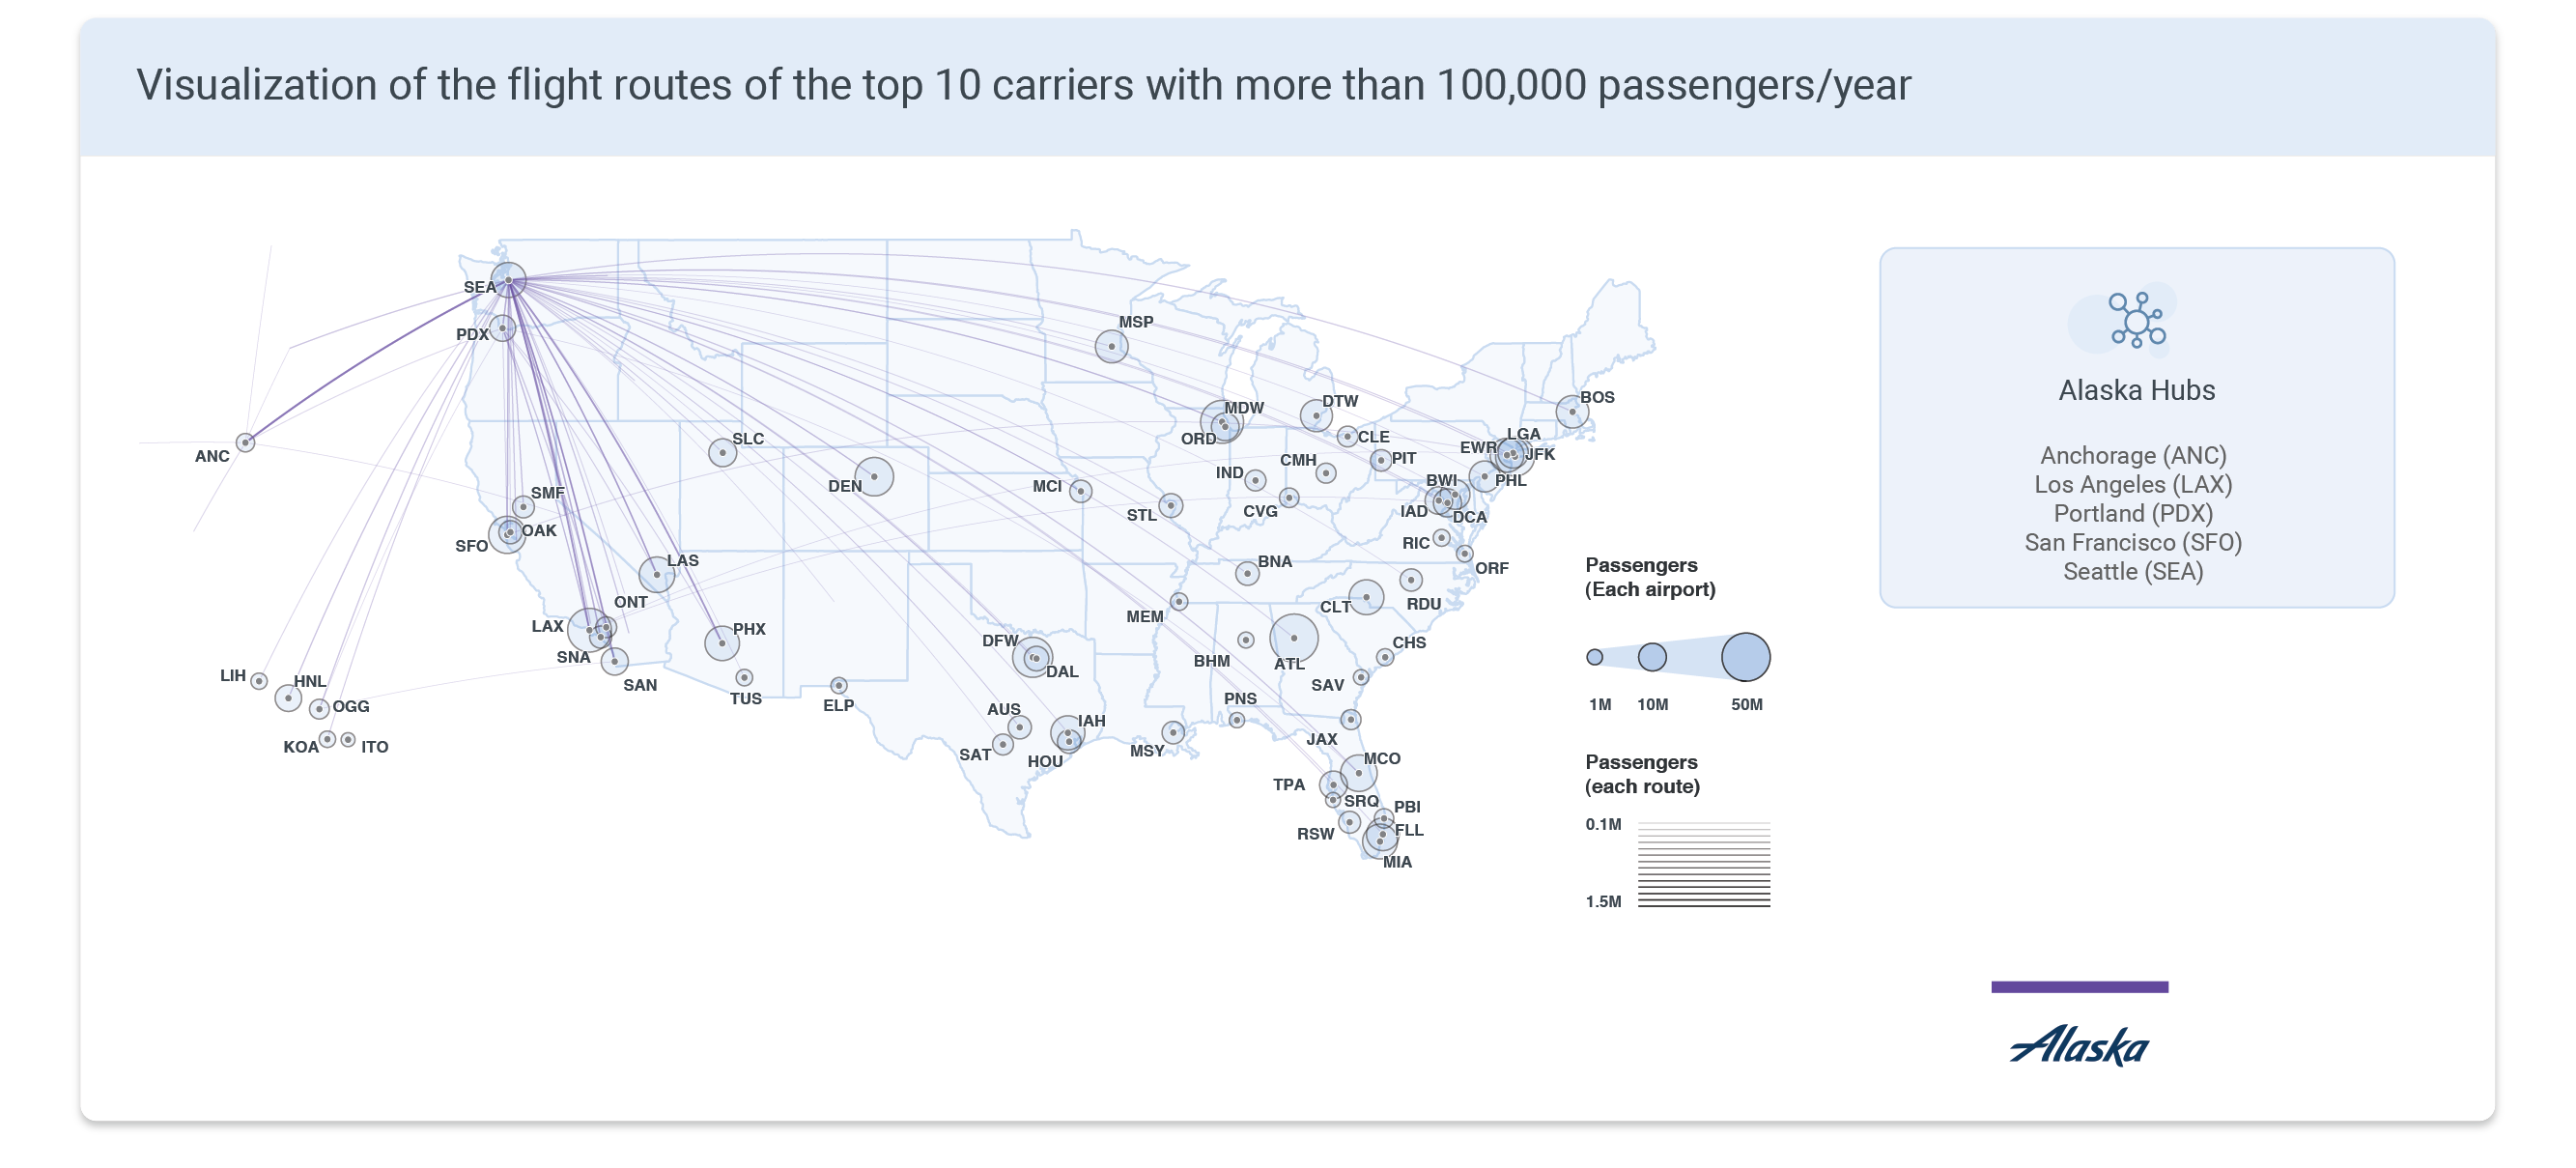 Visualization of the flight routes of the top 10 carriers with more than 100,000 passengers/year
SEA
PDX
ANC
SMF
OAK
SFO
SLC
DEN
LAS
ONT
LAX
SNA
SAN
PHX
TUS
ELP
LIH
HNL
OGG
KOA
ITO
MSP
MDW
ORD
DTW
CLE
PIT
CMH
IND
CVG
MCI
STL
BOS
LGA
EWR
JFK
PHL
BWI
IAD
DCA
RIC
ORF
BNA
MEM
CLT
RDU
BHM
ATL
CHS
SAV
PNS
JAX
DFW
DAL
AUS
IAH
SAT
HOU
MSY
MCO
TPA
SRQ
PBI
RSW
FLL
MIA
Passengers
(Each airport)
1M
10M
50M
Passengers
(each route)
0.1M
1.5M
Alaska Hubs
Anchorage (ANC)
Los Angeles (LAX)
Portland (PDX)
San Francisco (SFO)
Seattle (SEA)
Alaska